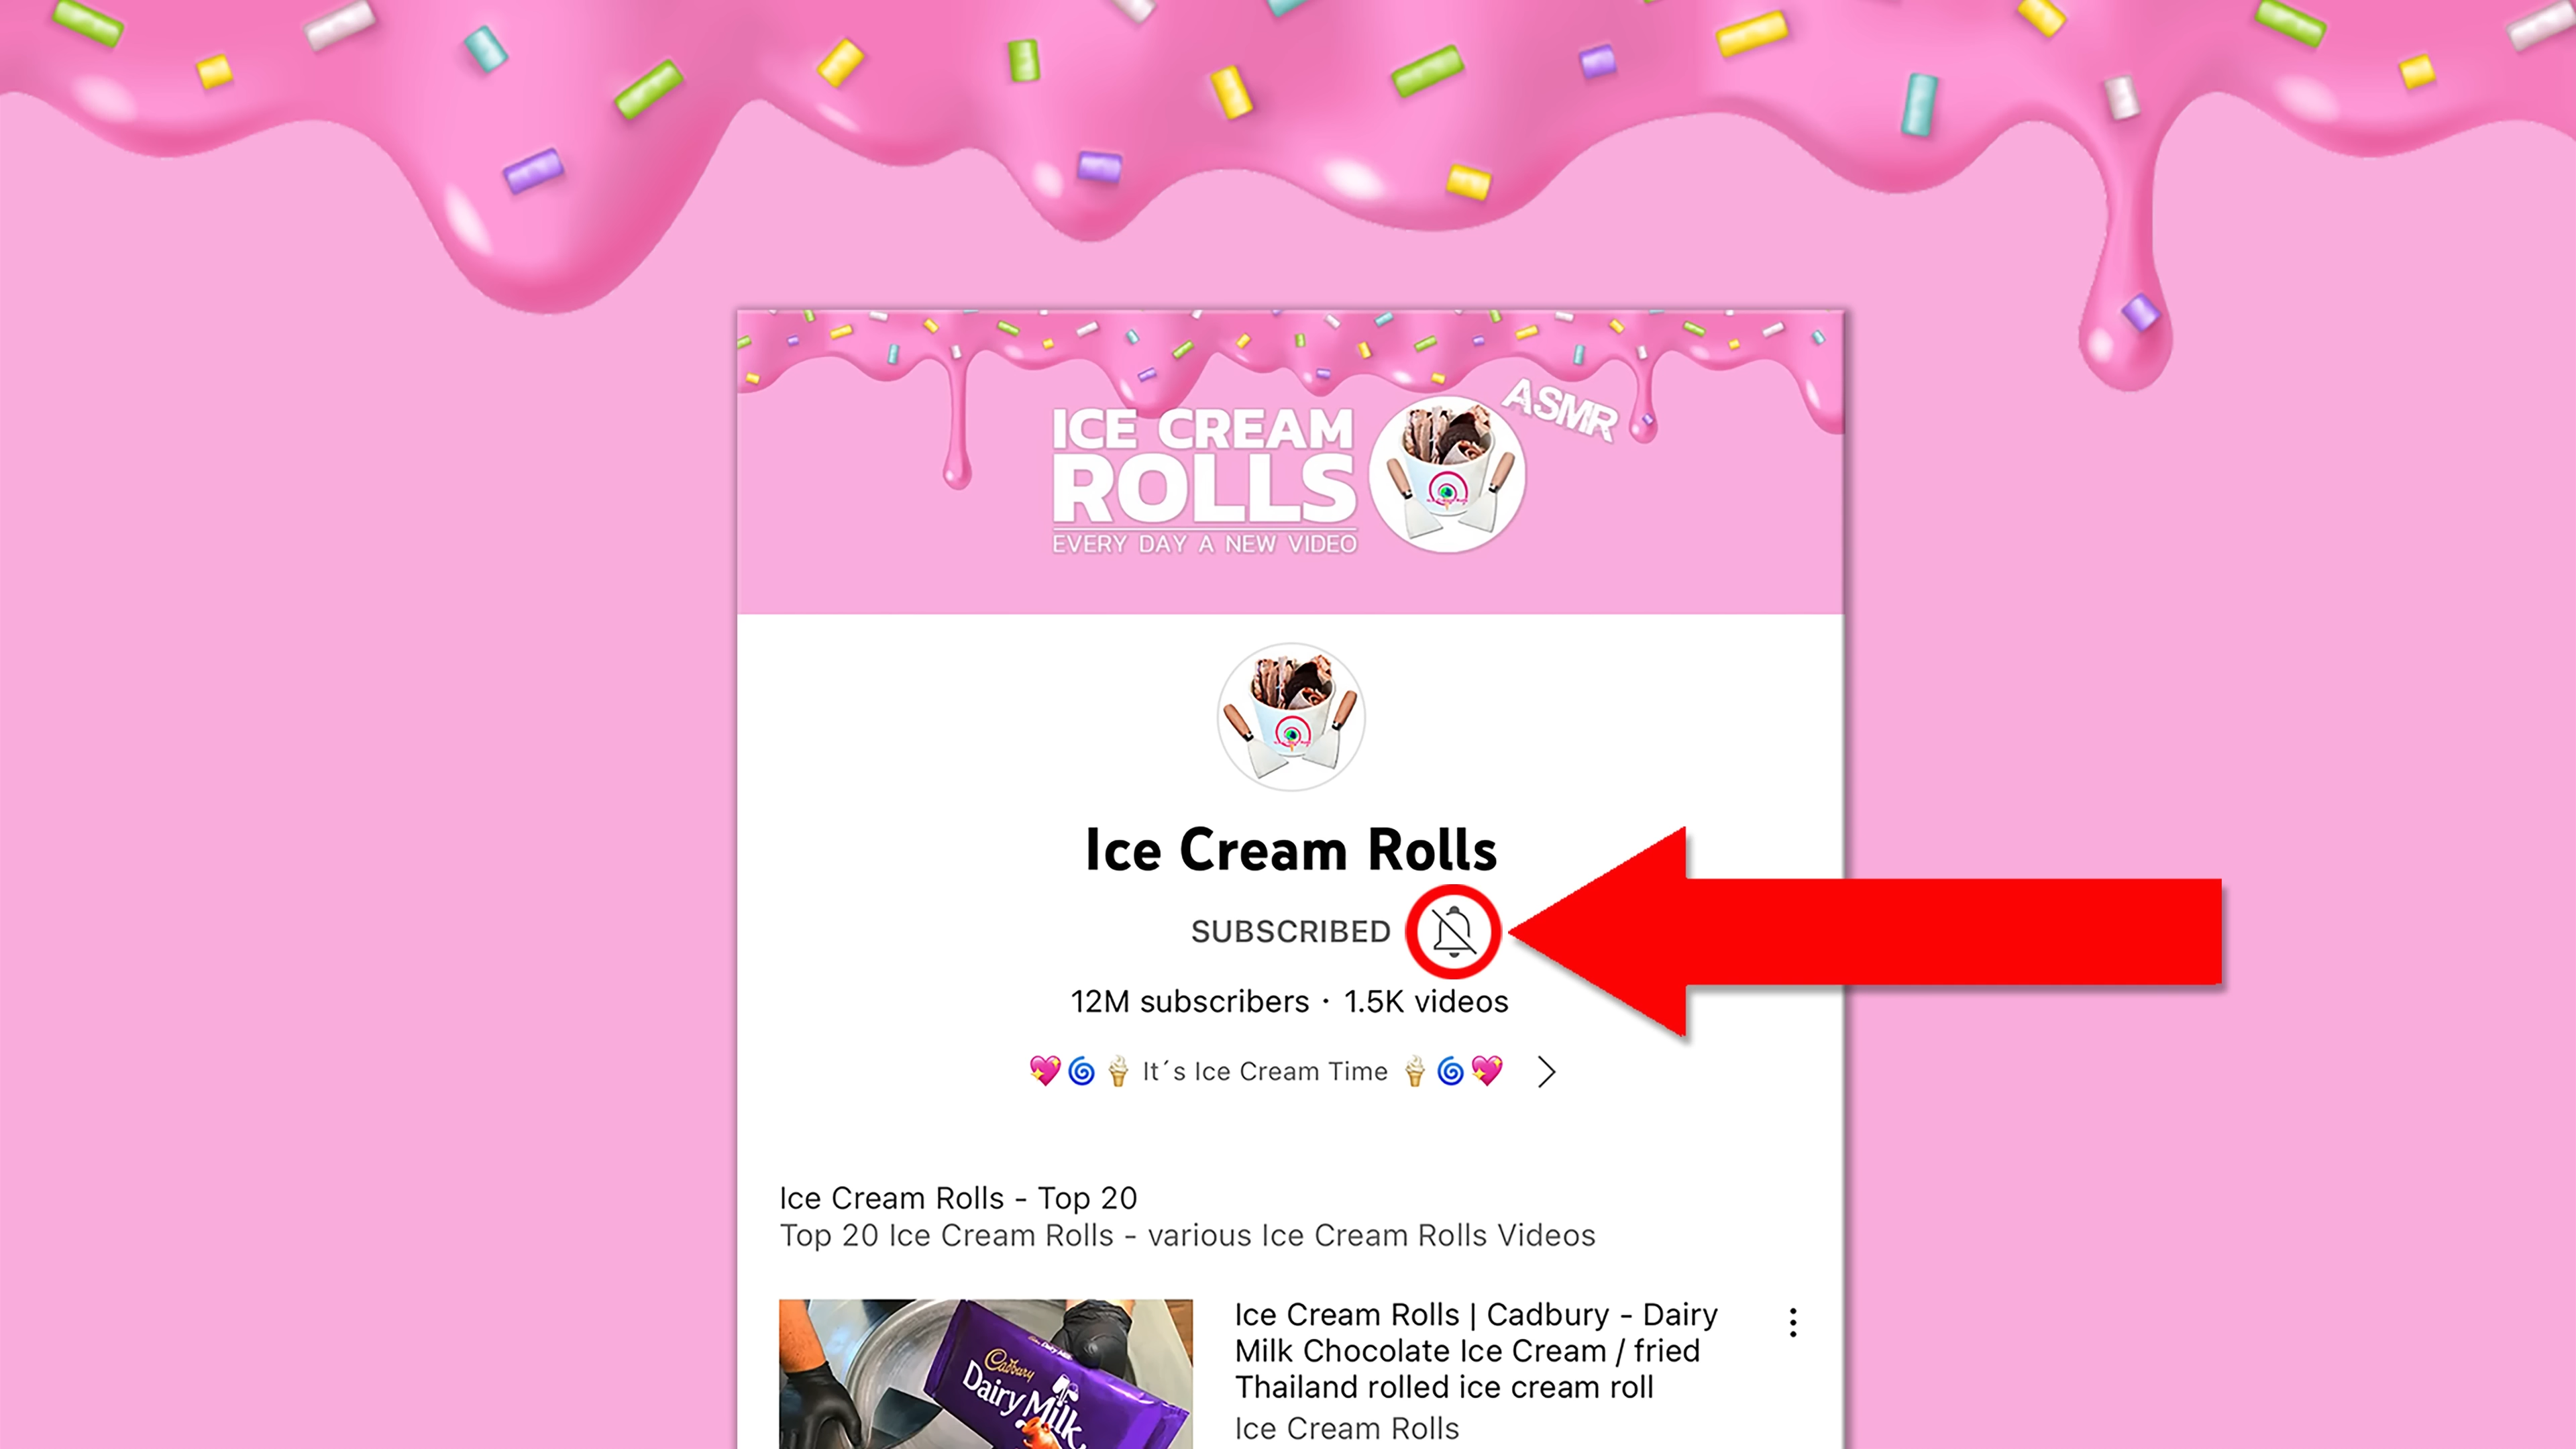 ICE CREAM
ROLLS
EVERY DAY A NEW VIDEO
ASMR
Ice Cream Rolls
SUBSCRIBED
12M subscribers · 1.5K videos
💖🌀🍦 It´s Ice Cream Time 🍦🌀💖
Ice Cream Rolls - Top 20
Top 20 Ice Cream Rolls - various Ice Cream Rolls Videos
Cadbury
Dairy Milk
Ice Cream Rolls | Cadbury - Dairy
Milk Chocolate Ice Cream / fried
Thailand rolled ice cream roll
Ice Cream Rolls